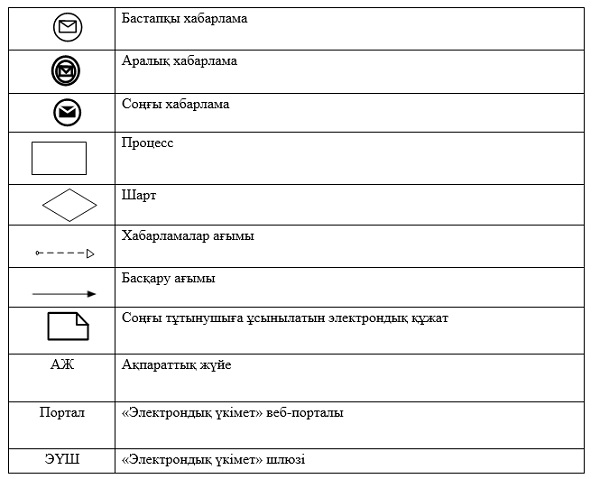 Бастапқы хабарлама
Аралық хабарлама
Соңғы хабарлама
Процесс
Шарт
Хабарламалар ағымы
Басқару ағымы
Соңғы тұтынушыға ұсынылатын электрондық құжат
АЖ Ақпараттық жүйе
Портал «Электрондық үкімет» веб-порталы
ЭҮШ «Электрондық үкімет» шлюзі